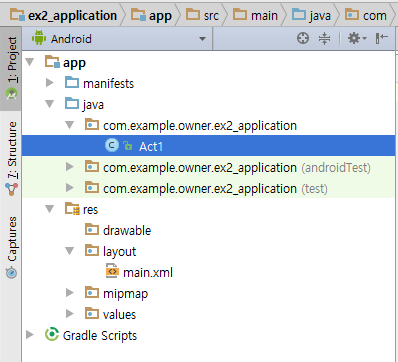 ex2_application app src main java com
Android
app
manifests
java
com.example.owner.ex2_application
Act1
com.example.owner.ex2_application (androidTest)
com.example.owner.ex2_application (test)
res
drawable
layout
main.xml
mipmap
values
Gradle Scripts
1: Project
7: Structure
Captures